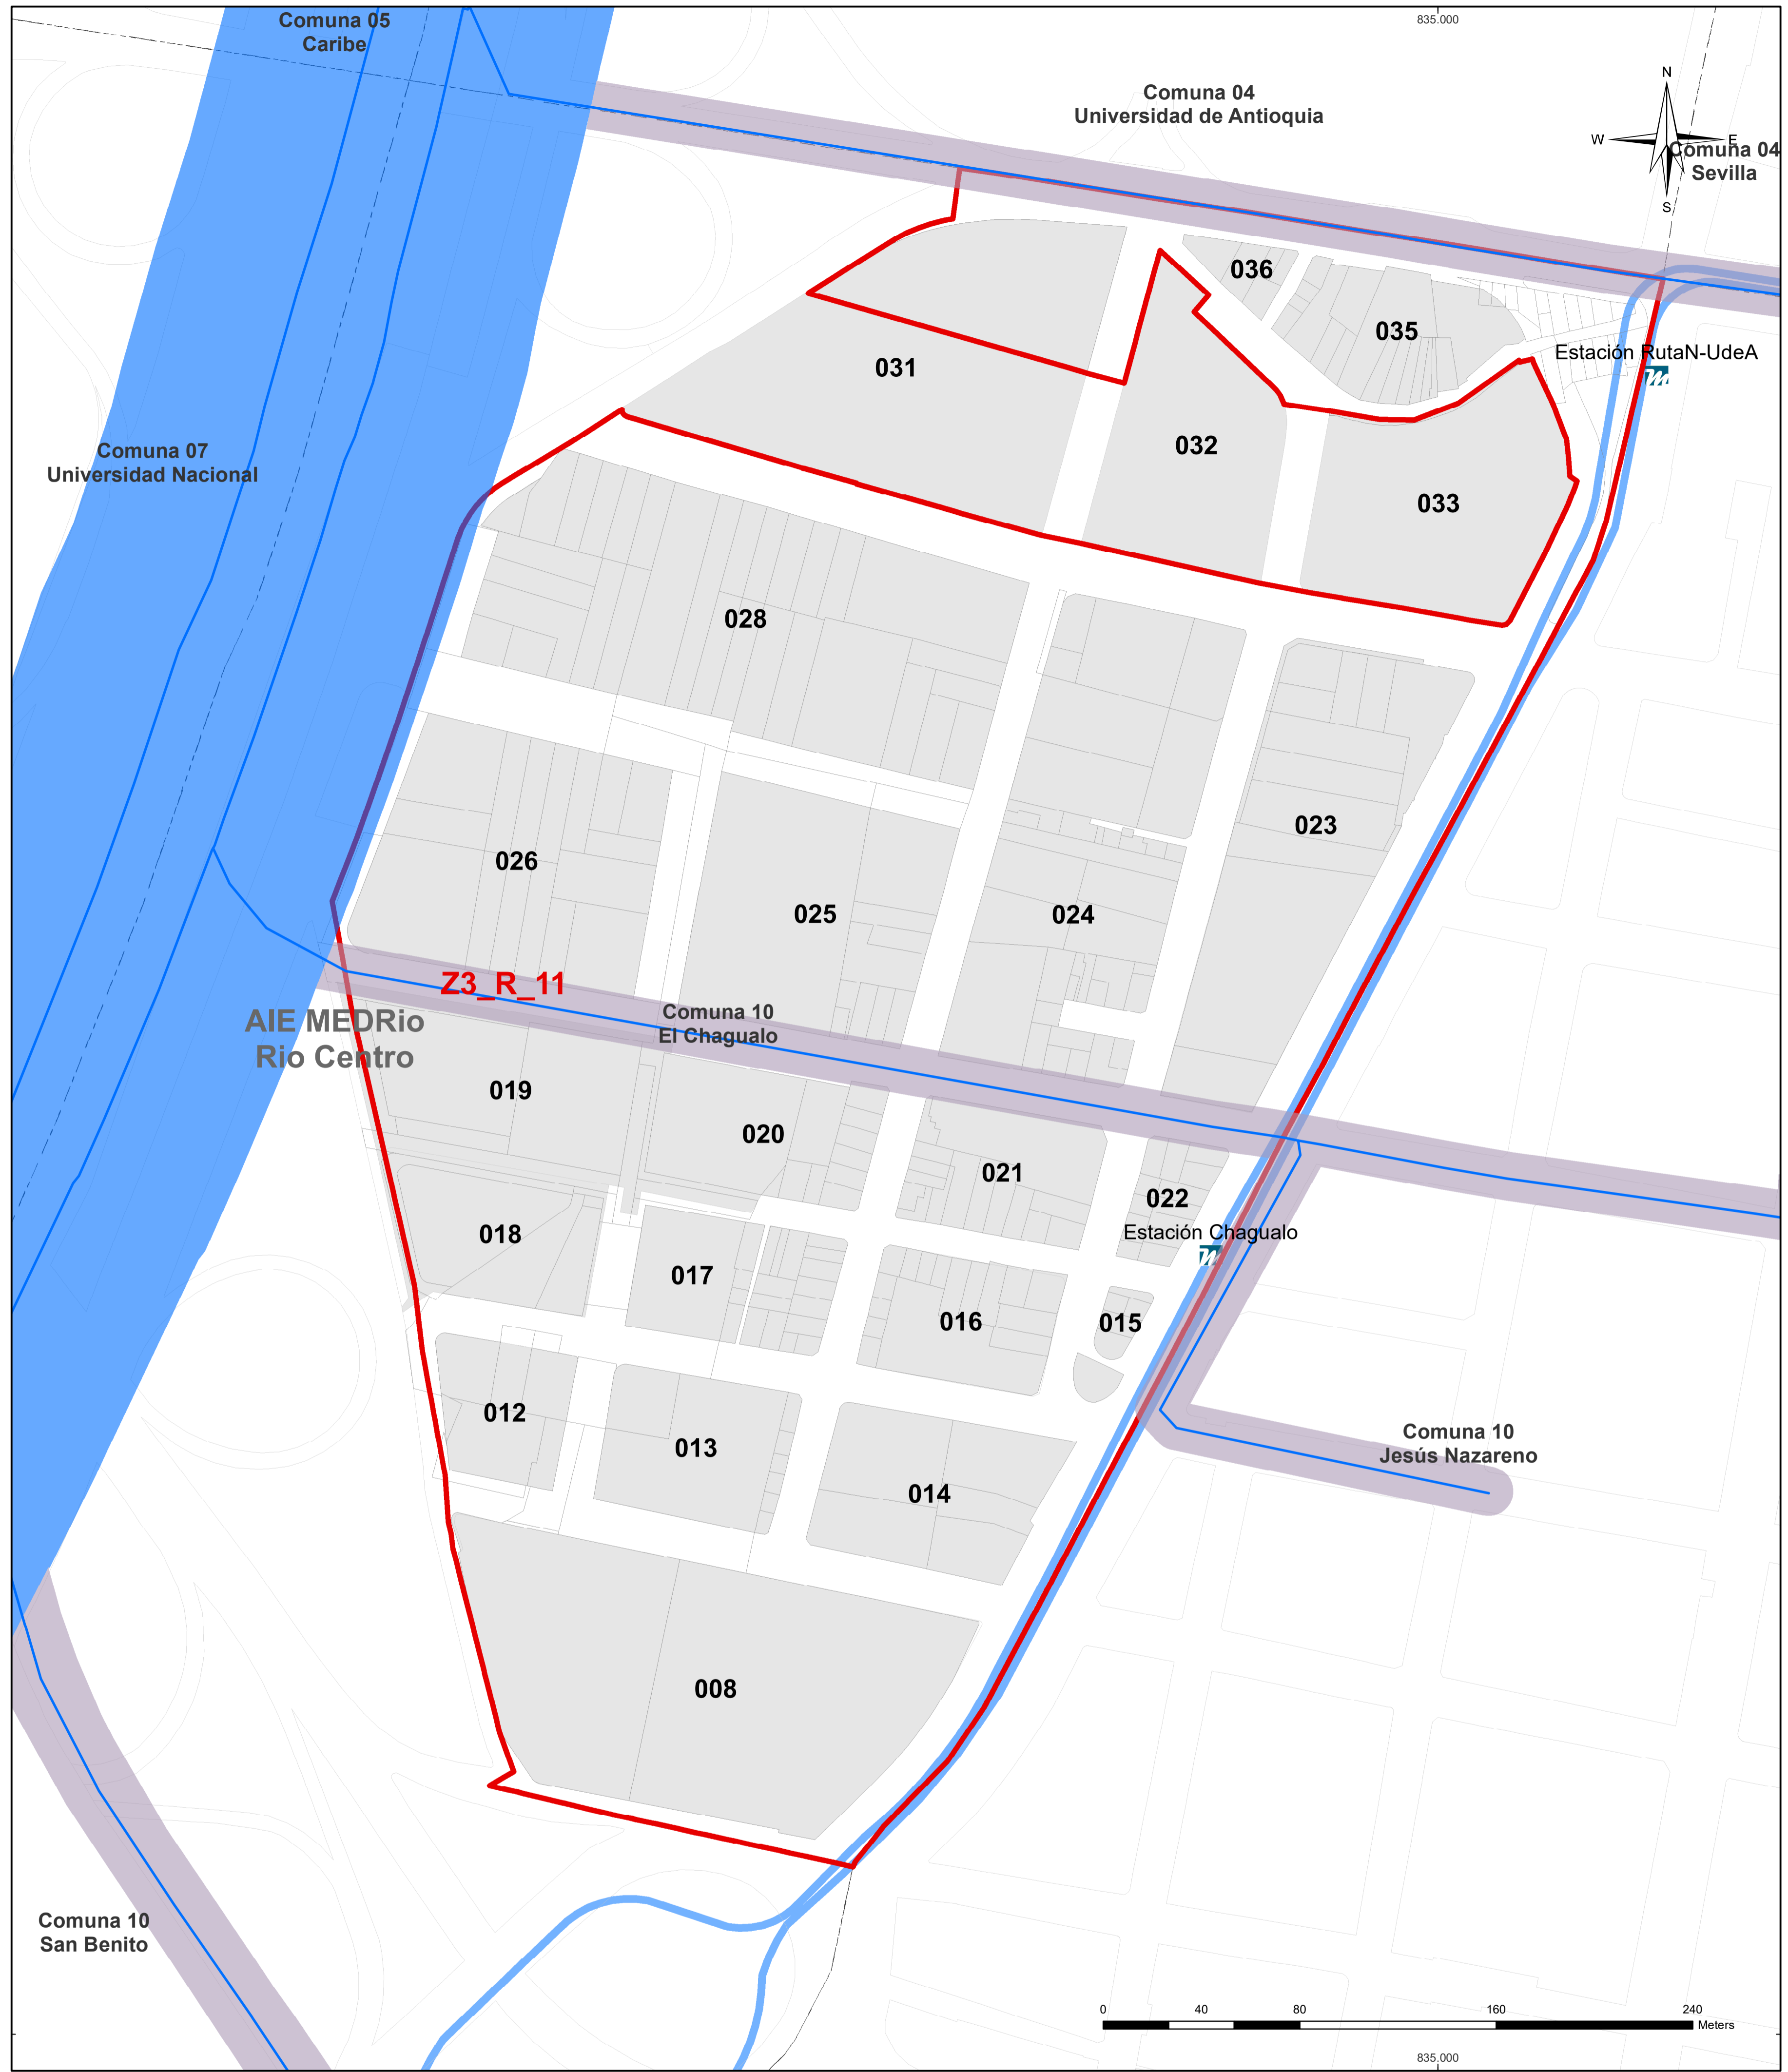 Comuna 05
Caribe
835.000
Comuna 04
Universidad de Antioquia
N
W
E
S
Comuna 04
Sevilla
036
035
Estación RutaN-UdeA
031
032
033
Comuna 07
Universidad Nacional
028
023
026
025
024
Z3_R_11
Comuna 10
El Chagualo
AIE MEDRio
Rio Centro
019
020
021
022
018
Estación Chagualo
017
016
015
012
013
Comuna 10
Jesús Nazareno
014
008
Comuna 10
San Benito
0 40 80 160 240
Meters
835.000